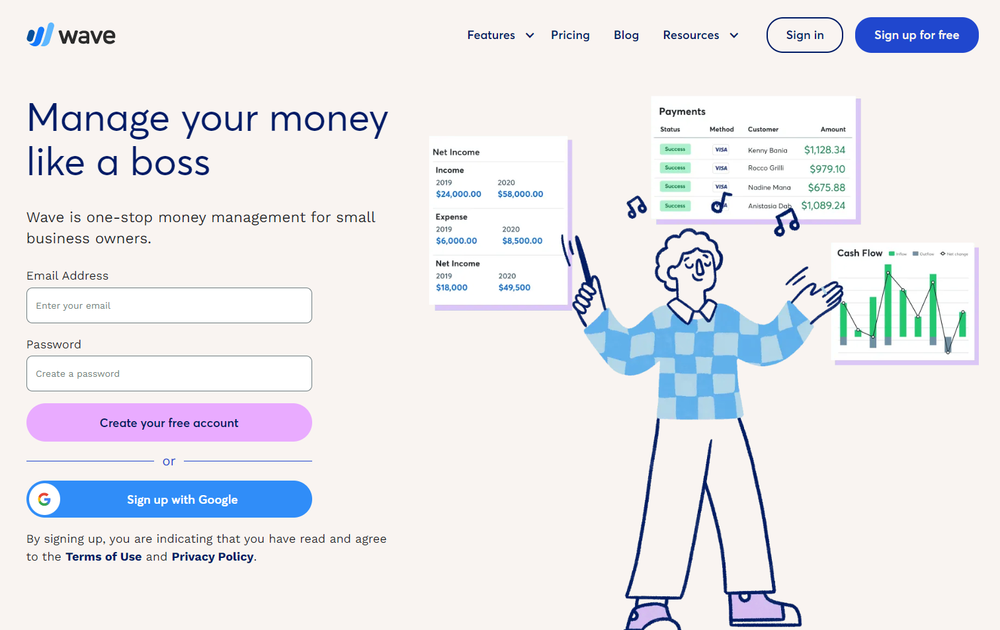 wave
Features Pricing Blog Resources Sign in Sign up for free
Manage your money
like a boss
Wave is one-stop money management for small
business owners.
Email Address
Enter your email
Password
Create a password
Create your free account
or
Sign up with Google
By signing up, you are indicating that you have read and agree
to the Terms of Use and Privacy Policy.
Net Income
Income
2019 2020
$24,000.00 $58,000.00
Expense
2019 2020
$6,000.00 $8,500.00
Net Income
2019 2020
$18,000 $49,500
Payments
Status Method Customer Amount
Success VISA Kenny Bania $1,128.34
Success VISA Rocco Grilli $979.10
Success VISA Nadine Mana $675.88
Success Anistasia Dab $1,089.24
Cash Flow Inflow Outflow Net change